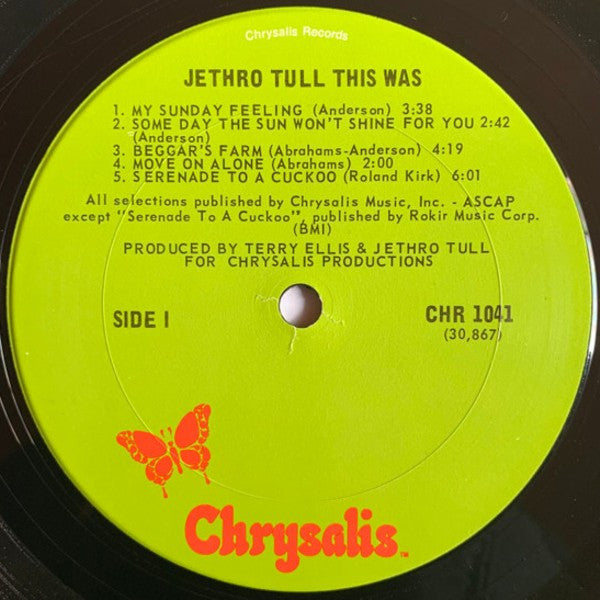 Chrysalis Records
JETHRO TULL THIS WAS
1. MY SUNDAY FEELING (Anderson) 3:38
2. SOME DAY THE SUN WON'T SHINE FOR YOU 2:42
(Anderson)
3. BEGGAR'S FARM (Abrahams-Anderson) 4:19
4. MOVE ON ALONE (Abrahams) 2:00
5. SERENADE TO A CUCKOO (Roland Kirk) 6:01
All selections published by Chrysalis Music, Inc. - ASCAP
except "Serenade To A Cuckoo", published by Rokir Music Corp.
(BMI)
PRODUCED BY TERRY ELLIS & JETHRO TULL
FOR CHRYSALIS PRODUCTIONS
SIDE I
CHR 1041
(30,867)
Chrysalis™